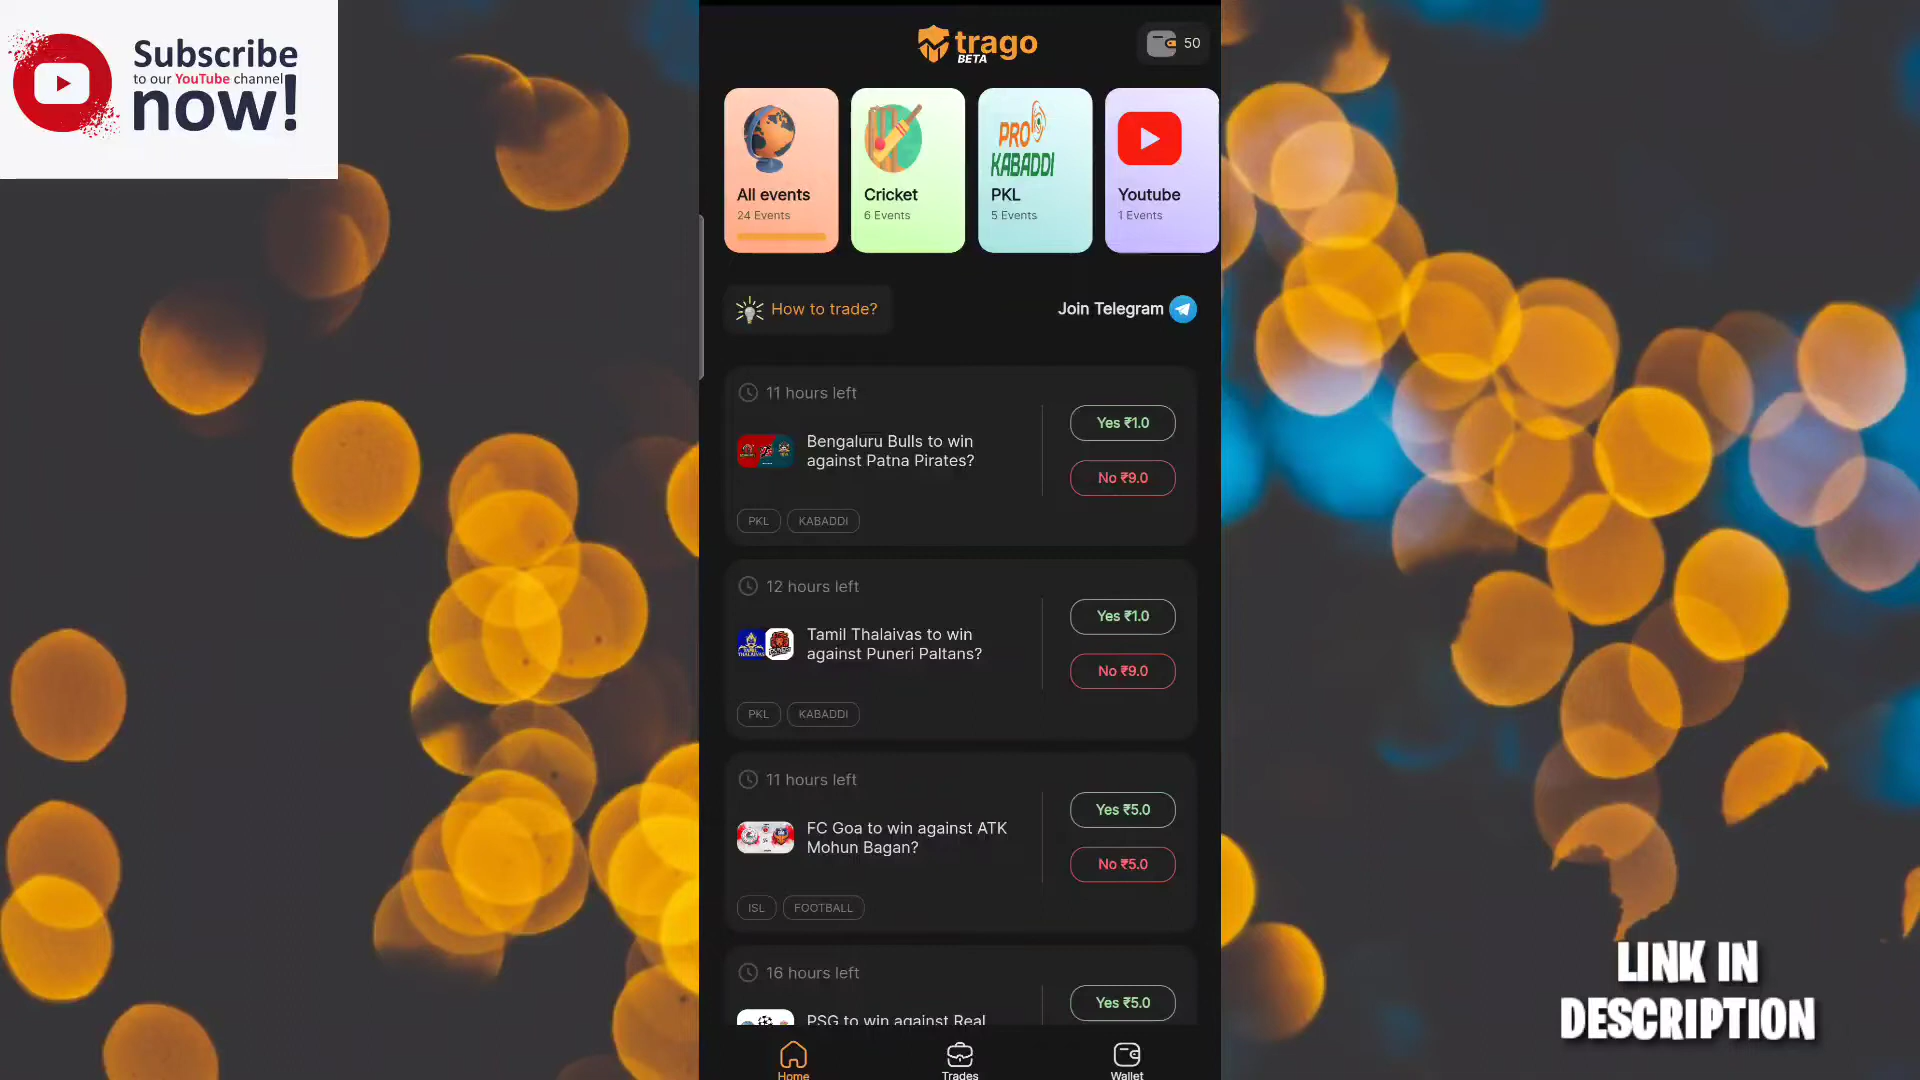 Subscribe
to our YouTube channel
now!
trago
BETA
50
All events
24 Events
Cricket
6 Events
PRO
KABADDI
PKL
5 Events
Youtube
1 Events
How to trade?
Join Telegram
11 hours left
Bengaluru Bulls to win
against Patna Pirates?
Yes ₹1.0
No ₹9.0
PKL
KABADDI
12 hours left
Tamil Thalaivas to win
against Puneri Paltans?
Yes ₹1.0
No ₹9.0
PKL
KABADDI
11 hours left
FC Goa to win against ATK
Mohun Bagan?
Yes ₹5.0
No ₹5.0
ISL
FOOTBALL
16 hours left
PSG to win against Real
Yes ₹5.0
Home
Trades
Wallet
LINK IN
DESCRIPTION